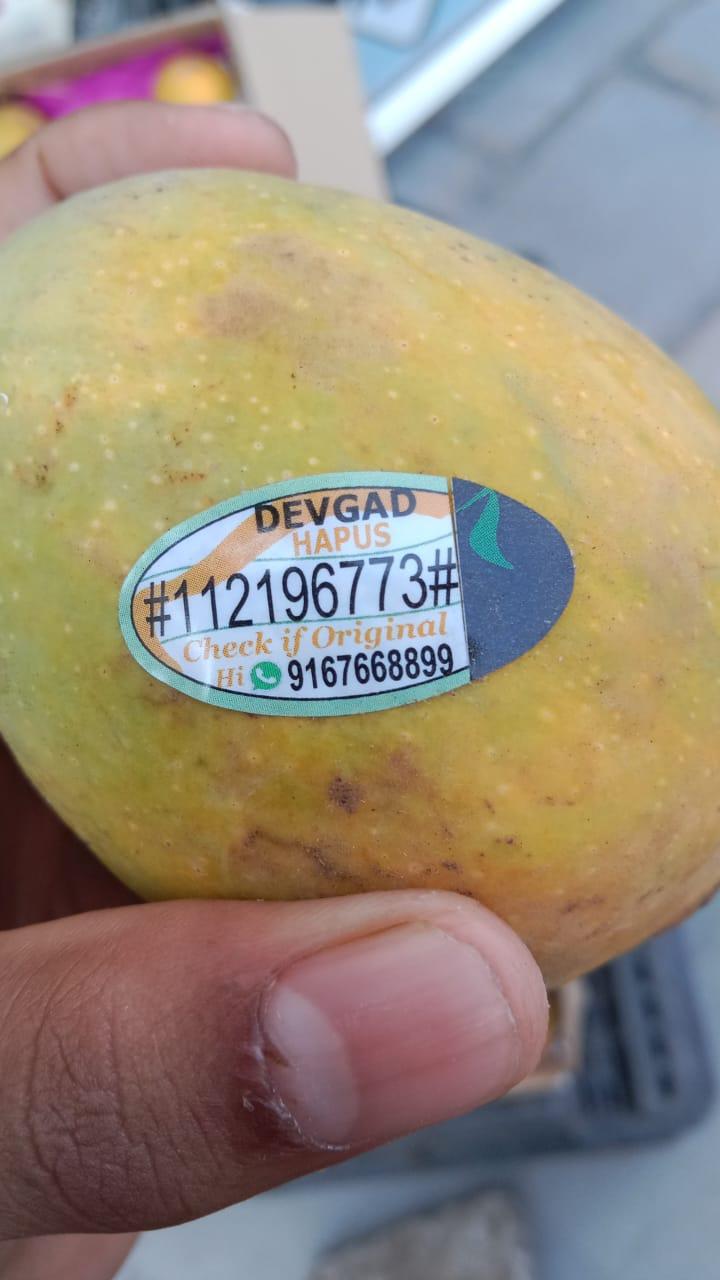 DEVGAD
HAPUS
#112196773#
Check if Original
Hi 9167668899